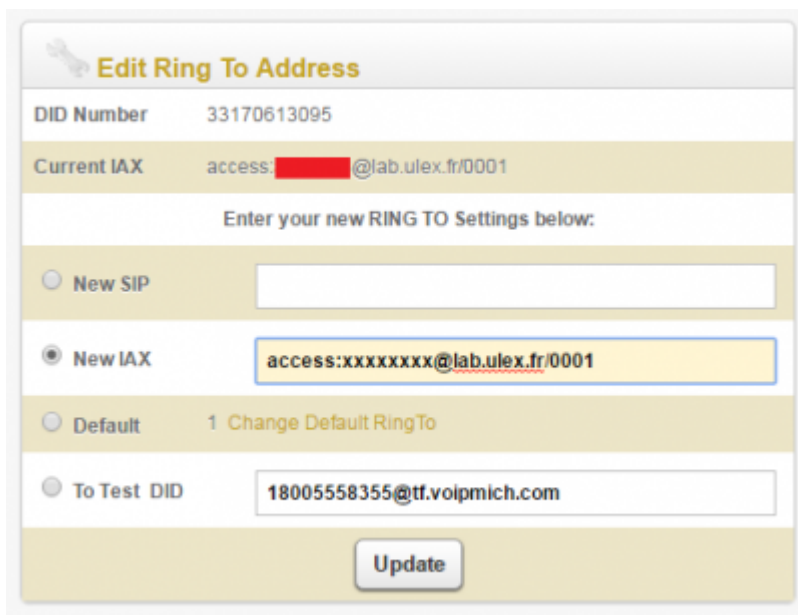 Edit Ring To Address
DID Number 33170613095
Current IAX access: @lab.ulex.fr/0001
Enter your new RING TO Settings below:
New SIP
New IAX access:xxxxxxxx@lab.ulex.fr/0001
Default 1 Change Default RingTo
To Test DID 18005558355@tf.voipmich.com
Update